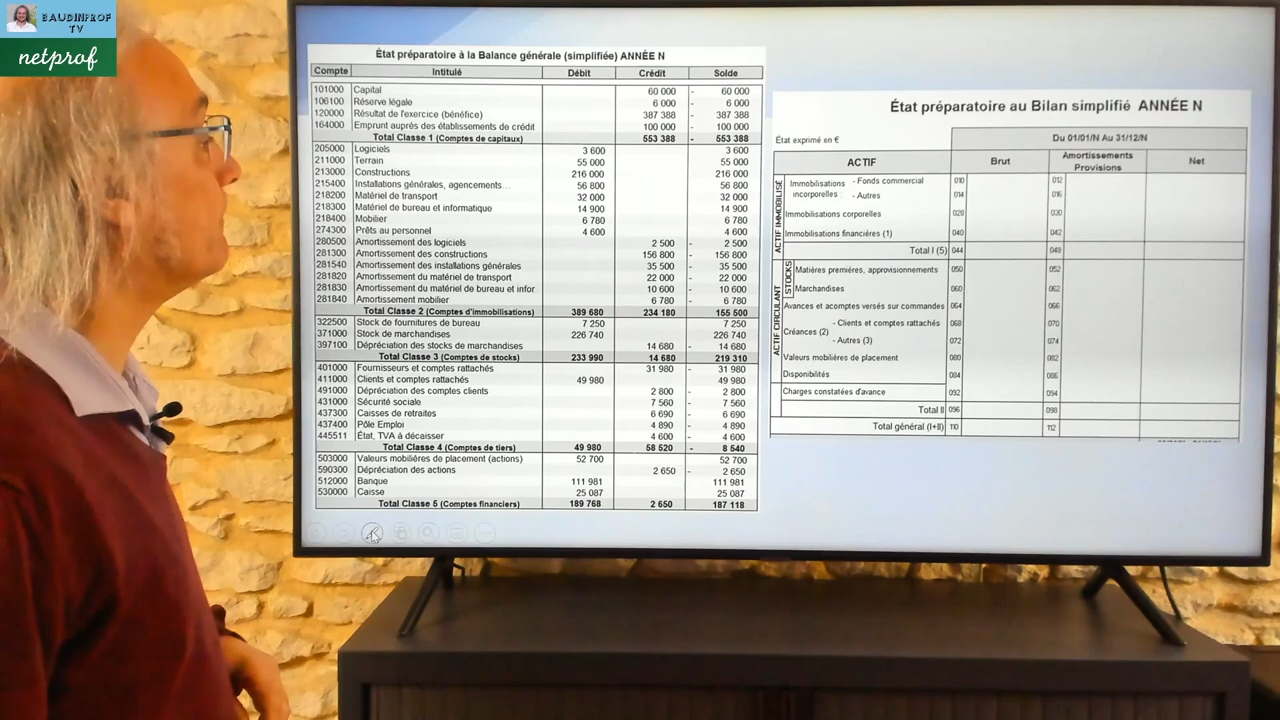 BAUDINPROF
TV
netprof
État préparatoire à la Balance générale (simplifiée) ANNÉE N
Compte Intitulé Débit Crédit Solde
101000 Capital 60 000 - 60 000
106100 Réserve légale 6 000 - 6 000
120000 Résultat de l'exercice (bénéfice) 387 388 - 387 388
164000 Emprunt auprès des établissements de crédit 100 000 - 100 000
Total Classe 1 (Comptes de capitaux) 553 388 - 553 388
205000 Logiciels 3 600 3 600
211000 Terrain 55 000 55 000
213000 Constructions 216 000 216 000
215400 Installations générales, agencements... 56 800 56 800
218200 Matériel de transport 32 000 32 000
218300 Matériel de bureau et informatique 14 900 14 900
218400 Mobilier 6 780 6 780
274300 Prêts au personnel 4 600 4 600
280500 Amortissement des logiciels 2 500 - 2 500
281300 Amortissement des constructions 156 800 - 156 800
281540 Amortissement des installations générales 35 500 - 35 500
281820 Amortissement du matériel de transport 22 000 - 22 000
281830 Amortissement du matériel de bureau et infor 10 600 - 10 600
281840 Amortissement mobilier 6 780 - 6 780
Total Classe 2 (Comptes d'immobilisations) 389 680 234 180 155 500
322500 Stock de fournitures de bureau 7 250 7 250
371000 Stock de marchandises 226 740 226 740
397100 Dépréciation des stocks de marchandises 14 680 - 14 680
Total Classe 3 (Comptes de stocks) 233 990 14 680 219 310
401000 Fournisseurs et comptes rattachés 31 980 - 31 980
411000 Clients et comptes rattachés 49 980 49 980
491000 Dépréciation des comptes clients 2 800 - 2 800
431000 Sécurité sociale 7 560 - 7 560
437300 Caisses de retraites 6 690 - 6 690
437400 Pôle Emploi 4 890 - 4 890
445511 État, TVA à décaisser 4 600 - 4 600
Total Classe 4 (Comptes de tiers) 49 980 58 520 - 8 540
503000 Valeurs mobilières de placement (actions) 52 700 52 700
590300 Dépréciation des actions 2 650 - 2 650
512000 Banque 111 981 111 981
530000 Caisse 25 087 25 087
Total Classe 5 (Comptes financiers) 189 768 2 650 187 118
État préparatoire au Bilan simplifié ANNÉE N
État exprimé en € Du 01/01/N Au 31/12/N
ACTIF Brut Amortissements Provisions Net
ACTIF IMMOBILISÉ
Immobilisations incorporelles - Fonds commercial 010 012
- Autres 014 016
Immobilisations corporelles 028 030
Immobilisations financières (1) 040 042
Total I (5) 044 048
ACTIF CIRCULANT
STOCKS
Matières premières, approvisionnements 050 052
Marchandises 060 062
Avances et acomptes versés sur commandes 064 066
Créances (2) - Clients et comptes rattachés 068 070
- Autres (3) 072 074
Valeurs mobilières de placement 080 082
Disponibilités 084 086
Charges constatées d'avance 092 094
Total II 096 098
Total général (I+II) 110 112